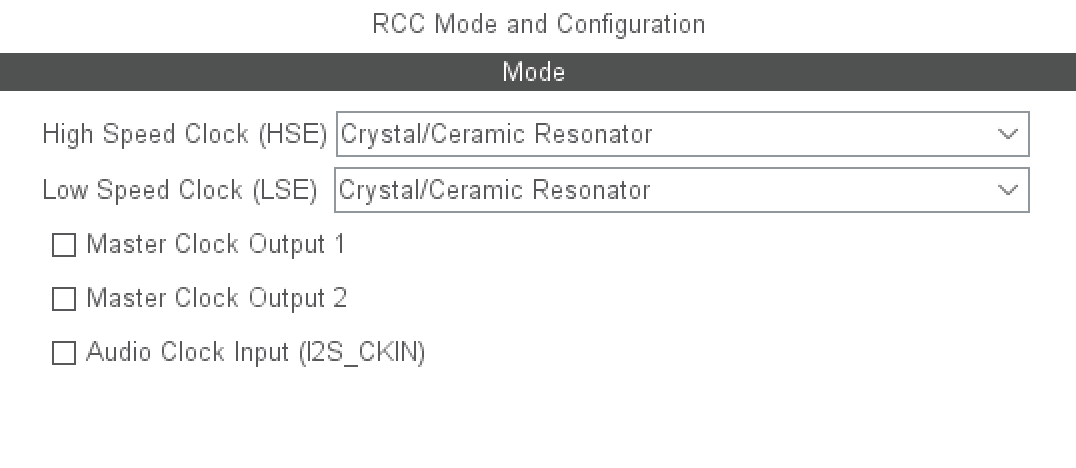 RCC Mode and Configuration
Mode
High Speed Clock (HSE) Crystal/Ceramic Resonator
Low Speed Clock (LSE) Crystal/Ceramic Resonator
Master Clock Output 1
Master Clock Output 2
Audio Clock Input (I2S_CKIN)